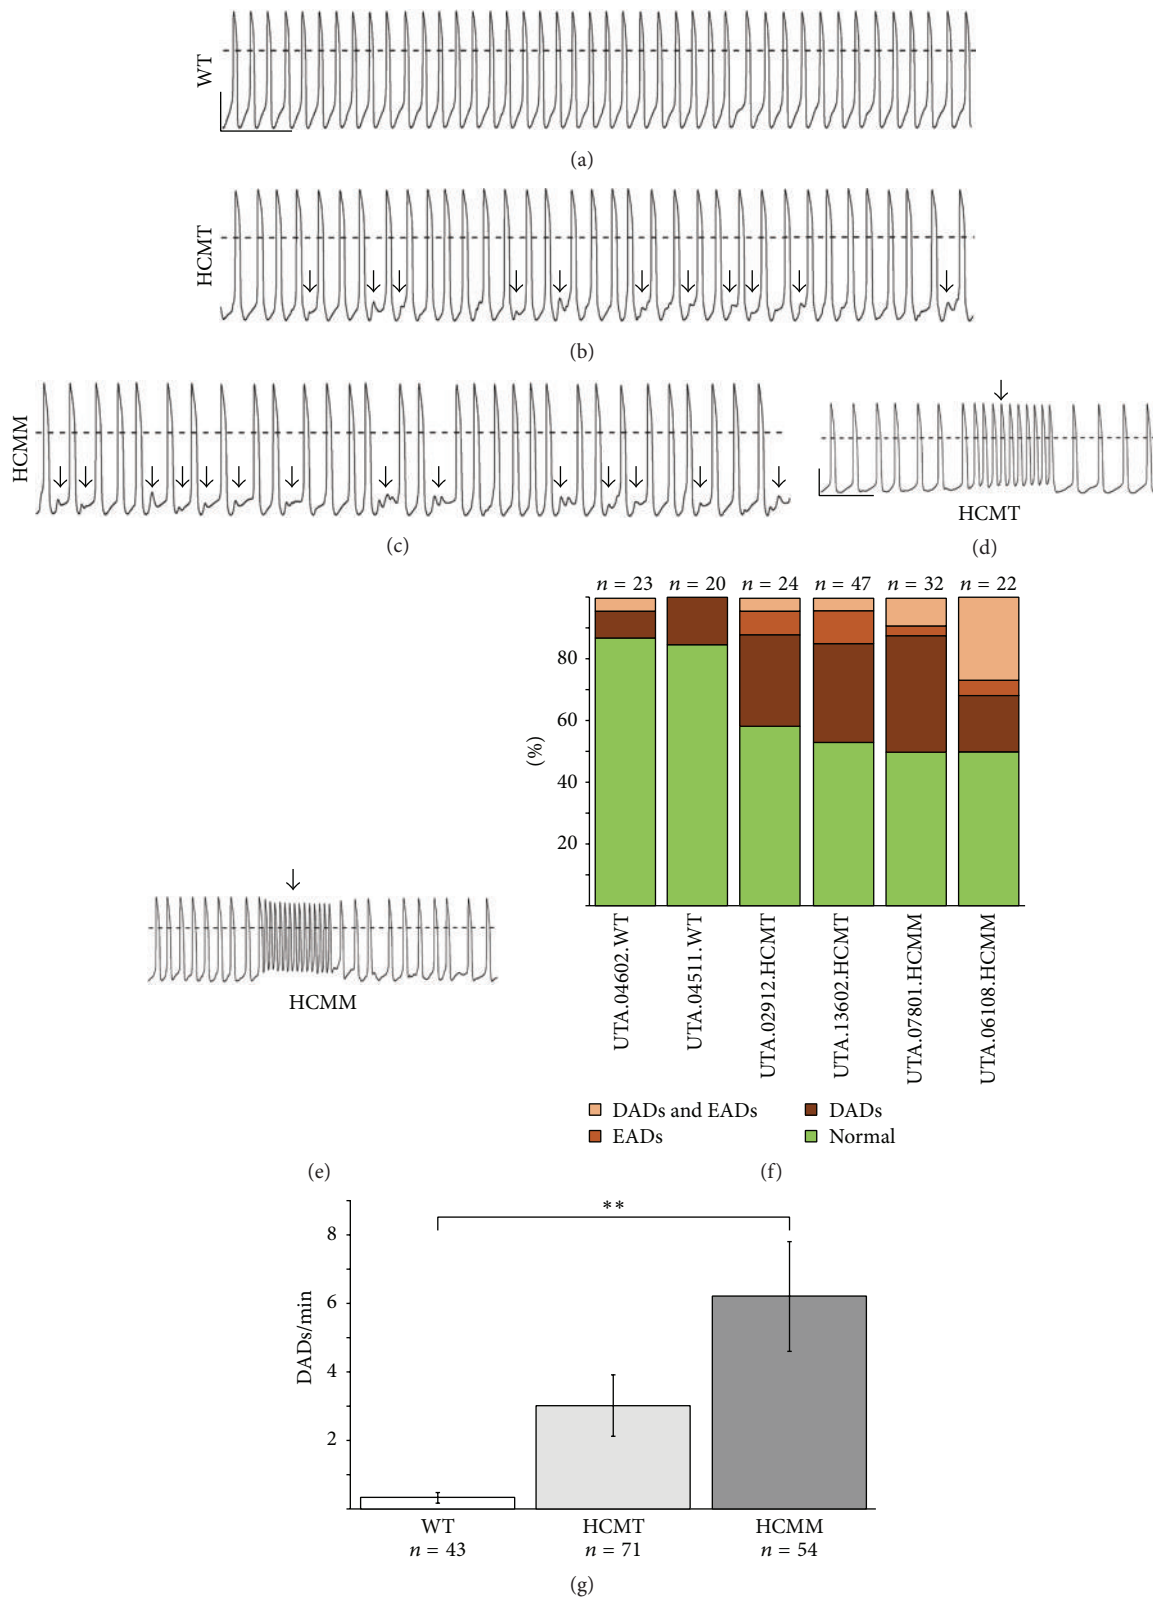 WT
(a)
HCMT
(b)
HCMM
(c)
HCMT
(d)
HCMM
(e)
n = 23 n = 20 n = 24 n = 47 n = 32 n = 22
80
60
40
20
(%)
UTA.04602.WT
UTA.04511.WT
UTA.02912.HCMT
UTA.13602.HCMT
UTA.07801.HCMM
UTA.06108.HCMM
DADs and EADs DADs
EADs Normal
(f)
**
8
6
4
2
DADs/min
WT HCMT HCMM
n = 43 n = 71 n = 54
(g)